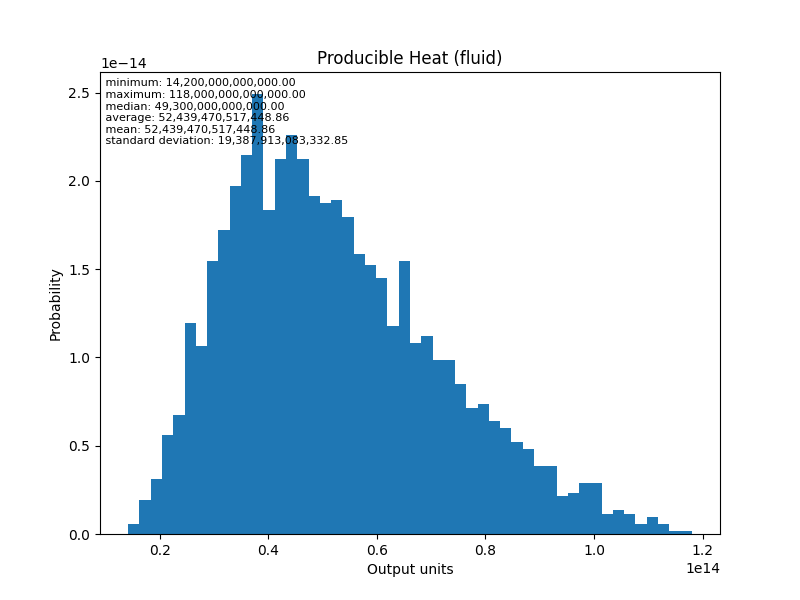 Producible Heat (fluid)
1e−14
minimum: 14,200,000,000,000.00
maximum: 118,000,000,000,000.00
median: 49,300,000,000,000.00
average: 52,439,470,517,448.86
mean: 52,439,470,517,448.86
standard deviation: 19,387,913,083,332.85
2.5
2.0
1.5
1.0
0.5
0.0
Probability
0.2 0.4 0.6 0.8 1.0 1.2
1e14
Output units